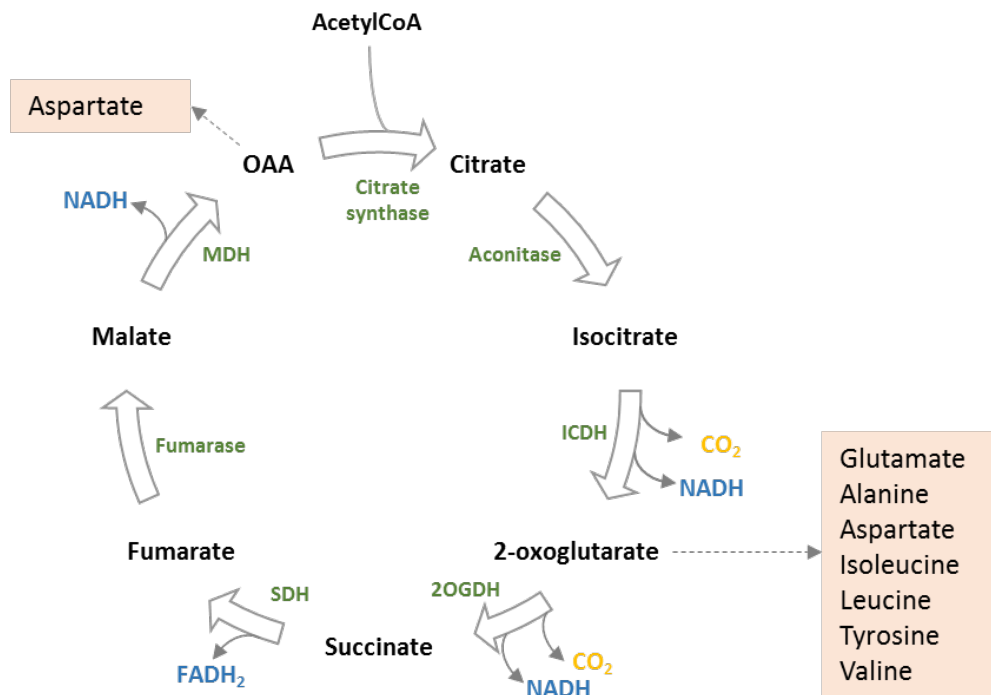 AcetylCoA
Aspartate
OAA
Citrate
Citrate
synthase
NADH
MDH
Aconitase
Malate
Isocitrate
Fumarase
ICDH
CO₂
NADH
Glutamate
Alanine
Aspartate
Isoleucine
Leucine
Tyrosine
Valine
Fumarate
2-oxoglutarate
SDH
2OGDH
Succinate
FADH₂
CO₂
NADH